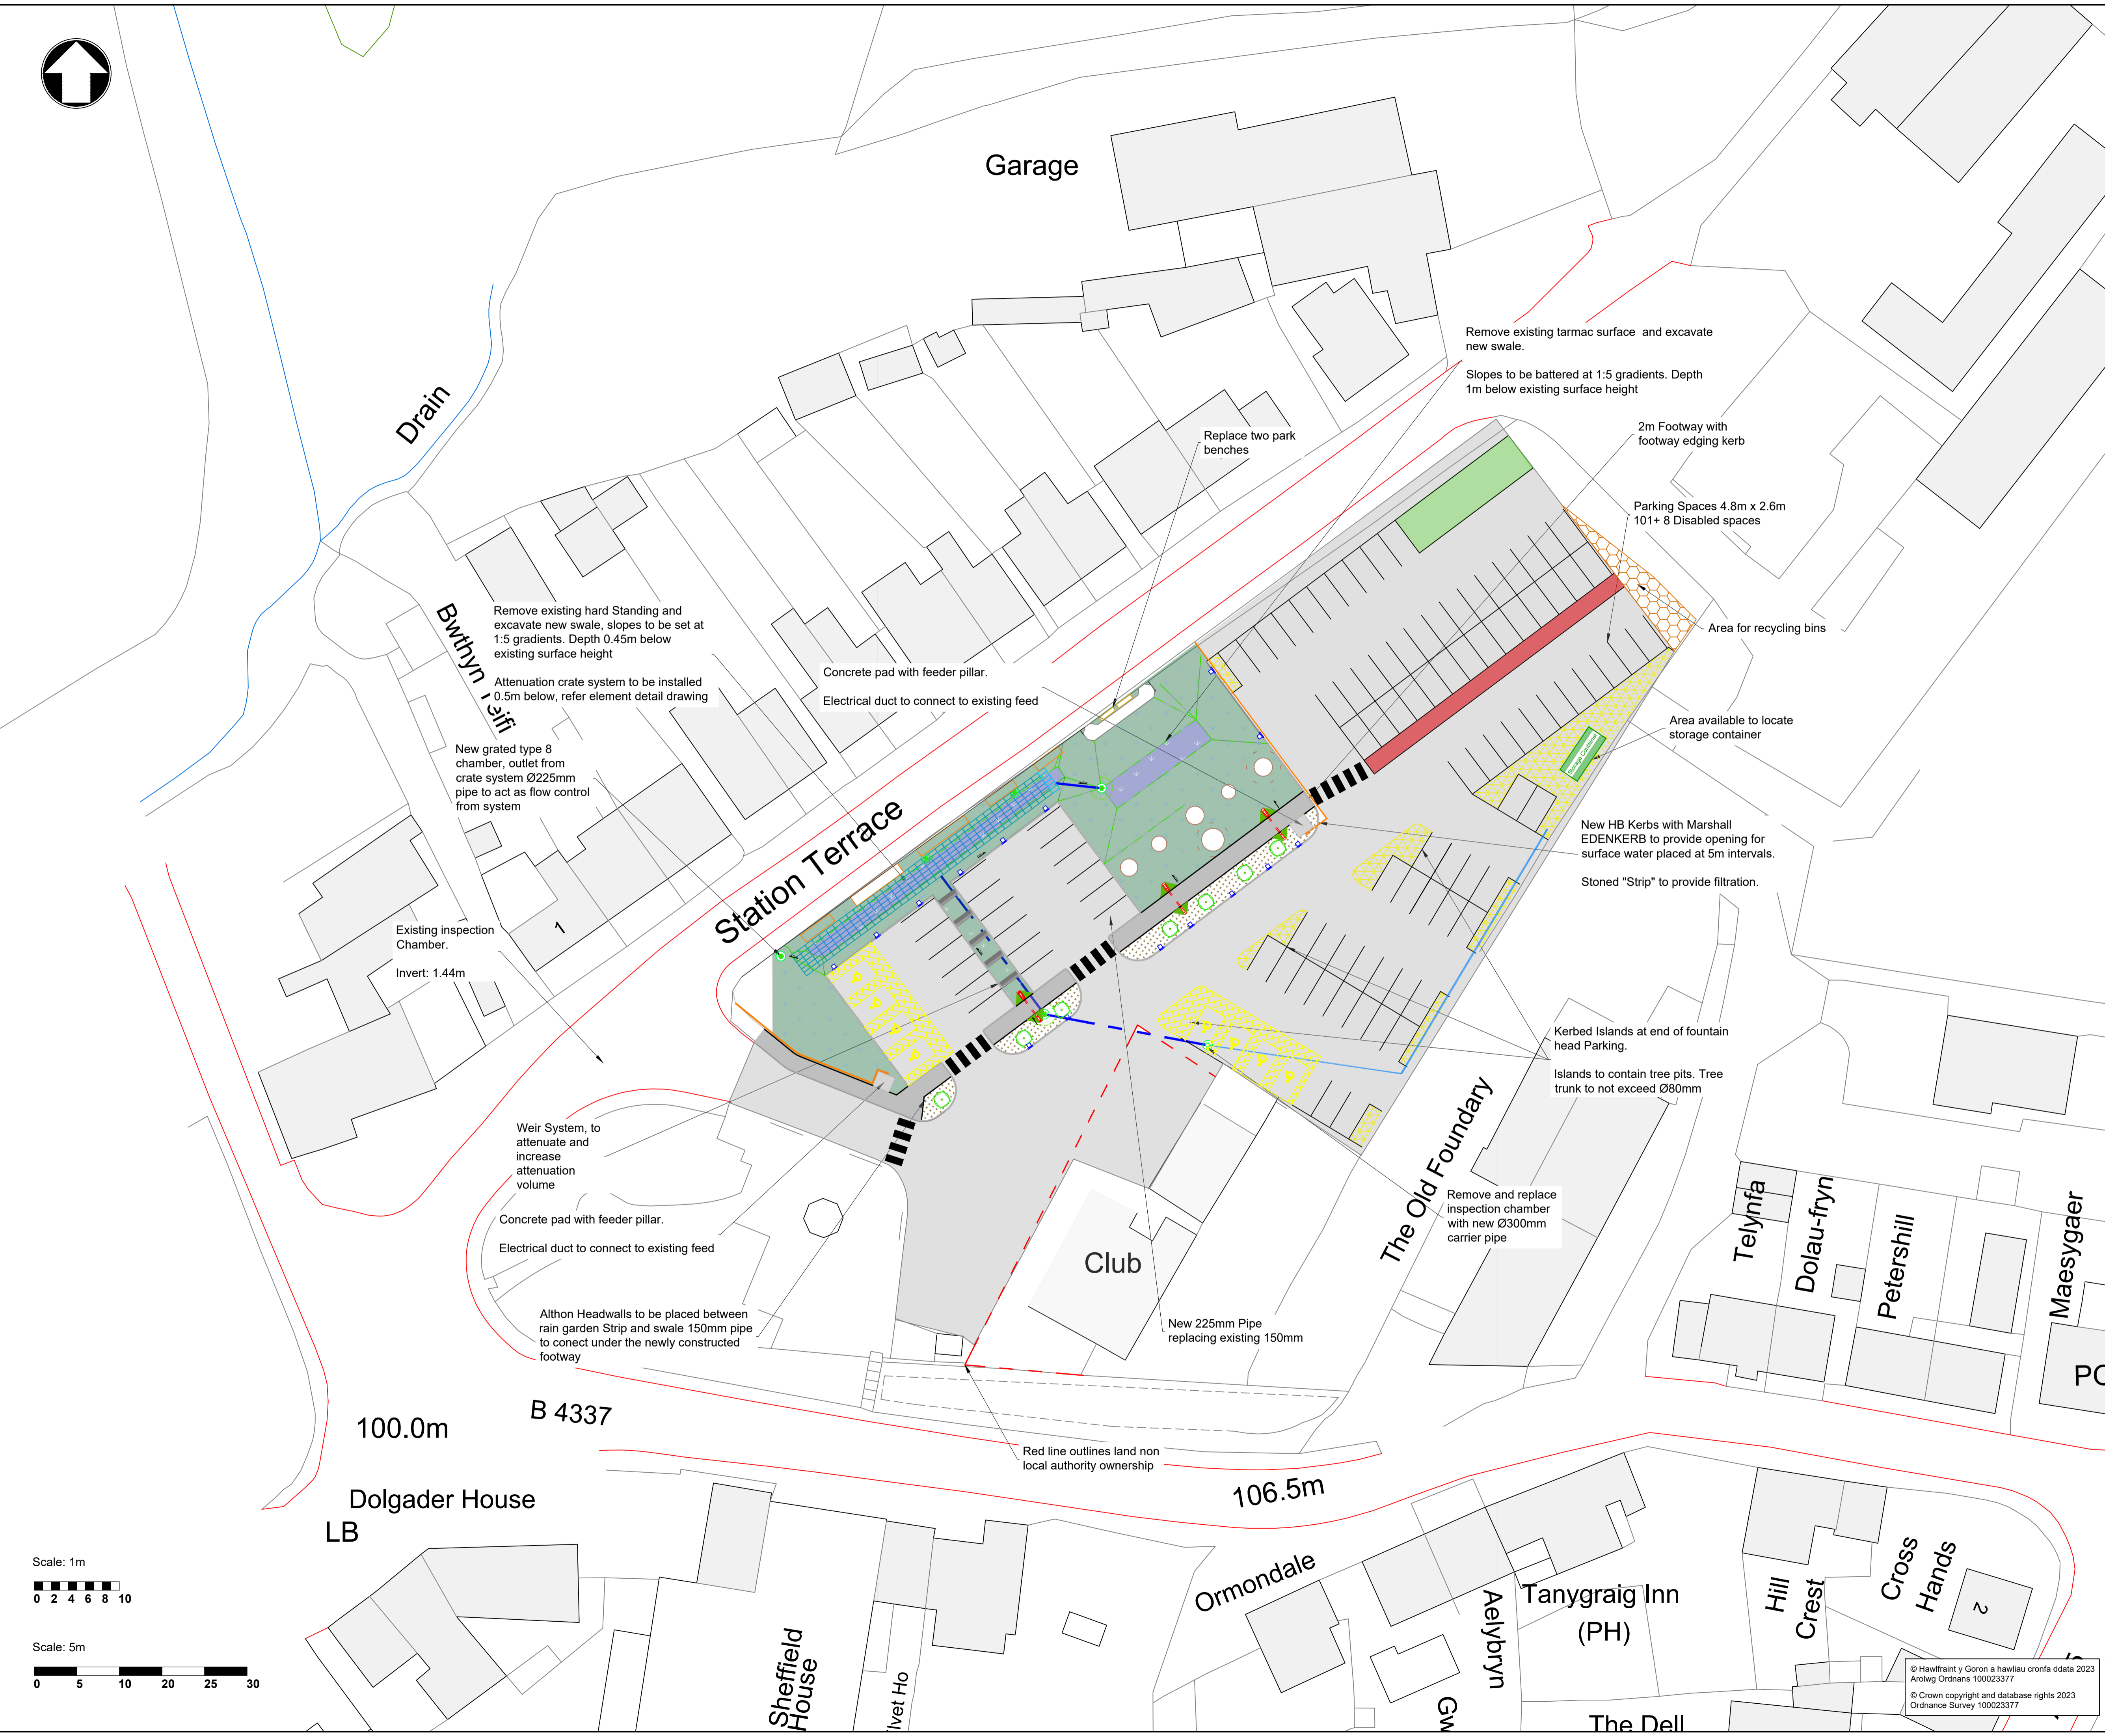 Garage
Remove existing tarmac surface and excavate
new swale.
Slopes to be battered at 1:5 gradients. Depth
1m below existing surface height
Drain
Replace two park
benches
2m Footway with
footway edging kerb
Parking Spaces 4.8m x 2.6m
101+ 8 Disabled spaces
Area for recycling bins
Bwthyn Teifi
Remove existing hard Standing and
excavate new swale, slopes to be set at
1:5 gradients. Depth 0.45m below
existing surface height
Attenuation crate system to be installed
0.5m below, refer element detail drawing
Concrete pad with feeder pillar.
Electrical duct to connect to existing feed
Area available to locate
storage container
Storage Container
New grated type 8
chamber, outlet from
crate system Ø225mm
pipe to act as flow control
from system
Station Terrace
New HB Kerbs with Marshall
EDENKERB to provide opening for
surface water placed at 5m intervals.
Stoned "Strip" to provide filtration.
1
Existing inspection
Chamber.
Invert: 1.44m
Kerbed Islands at end of fountain
head Parking.
Islands to contain tree pits. Tree
trunk to not exceed Ø80mm
Weir System, to
attenuate and
increase
attenuation
volume
The Old Foundary
Concrete pad with feeder pillar.
Electrical duct to connect to existing feed
Remove and replace
inspection chamber
with new Ø300mm
carrier pipe
Club
Telynfa
Dolau-fryn
Petershill
Maesygaer
Althon Headwalls to be placed between
rain garden Strip and swale 150mm pipe
to conect under the newly constructed
footway
New 225mm Pipe
replacing existing 150mm
PO
B 4337
100.0m
Red line outlines land non
local authority ownership
106.5m
Dolgader House
LB
Ormondale
Aelybryn
Tanygraig Inn
(PH)
Hill
Crest
Cross
Hands
2
Scale: 1m
0 2 4 6 8 10
Scale: 5m
0 5 10 20 25 30
Sheffield
House
lvet Ho
Gw
The Dell
© Hawlfraint y Goron a hawliau cronfa ddata 2023
Arolwg Ordnans 100023377
© Crown copyright and database rights 2023
Ordnance Survey 100023377